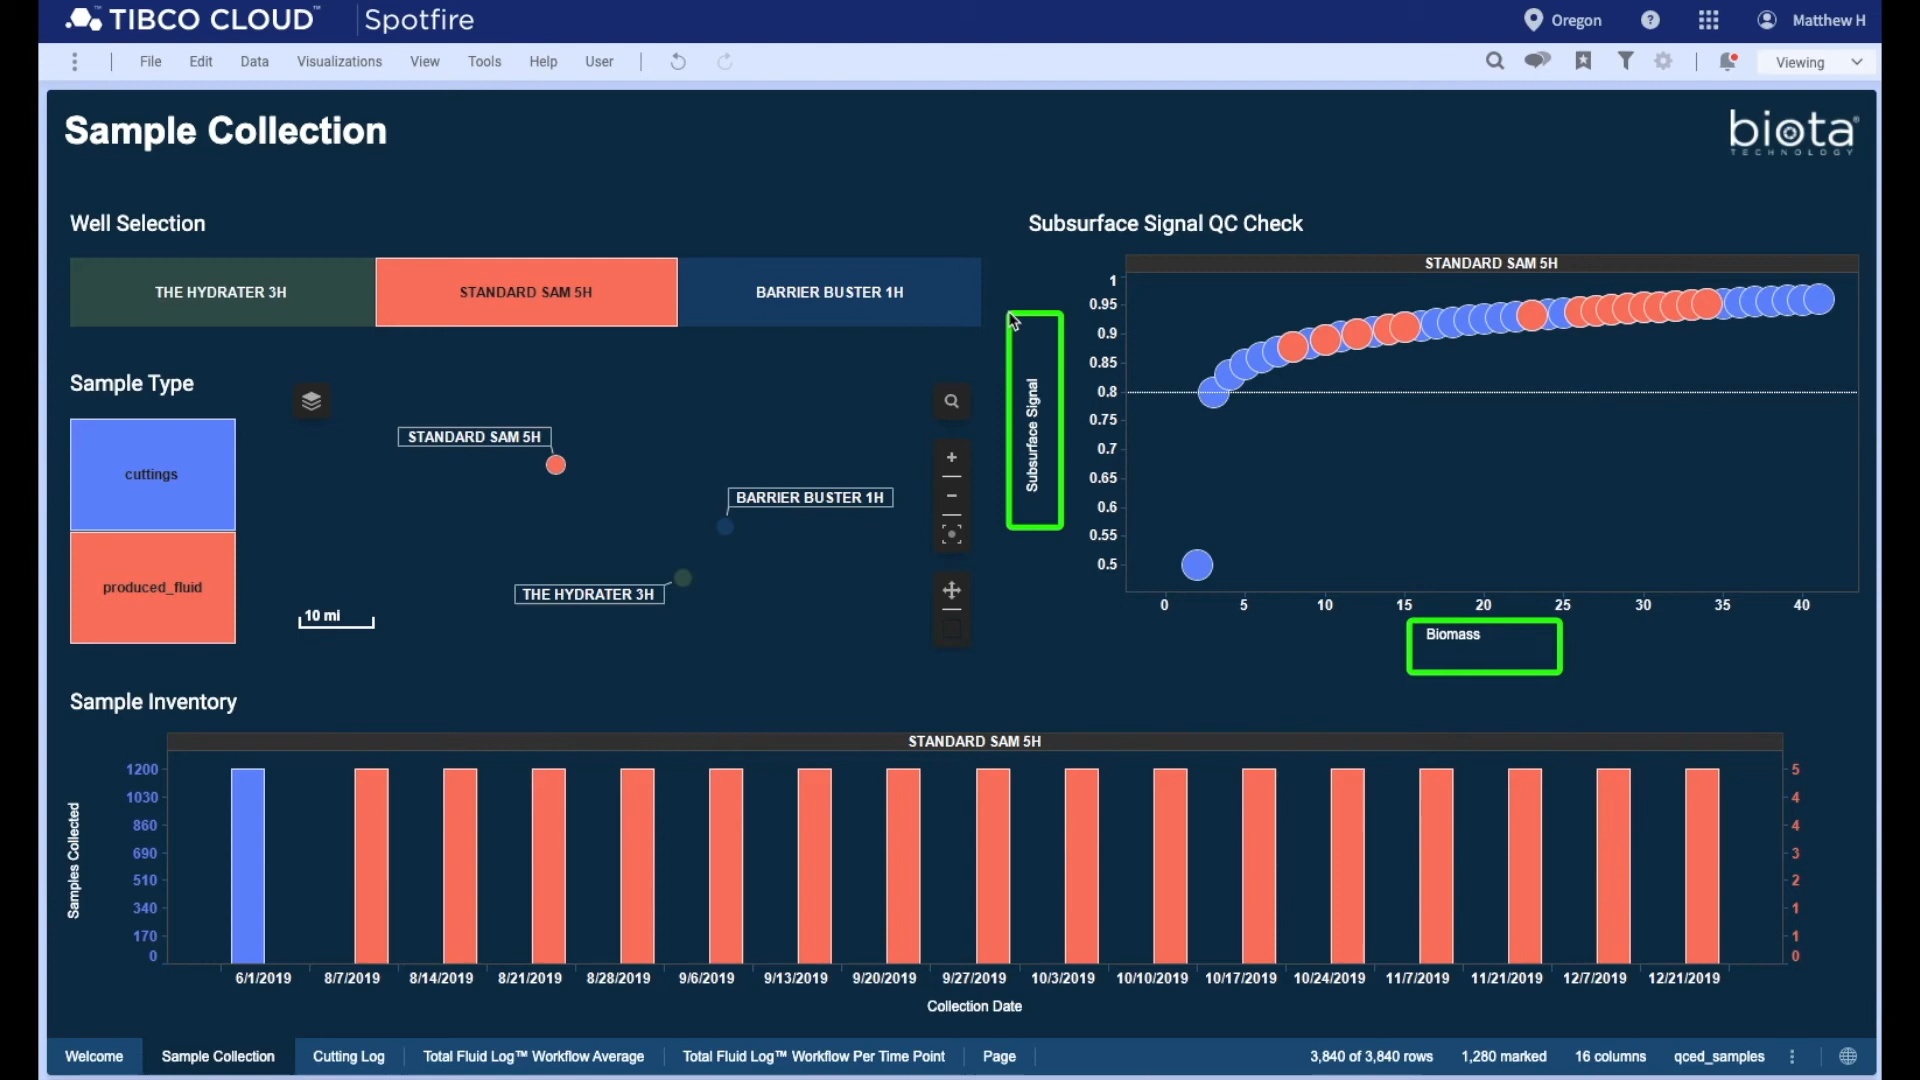 TIBCO CLOUD™ Spotfire
Oregon
?
Matthew H
File Edit Data Visualizations View Tools Help User
Viewing
Sample Collection
biota
TECHNOLOGY
Well Selection
THE HYDRATER 3H STANDARD SAM 5H BARRIER BUSTER 1H
Sample Type
cuttings
produced_fluid
STANDARD SAM 5H
BARRIER BUSTER 1H
THE HYDRATER 3H
10 mi
Subsurface Signal QC Check
STANDARD SAM 5H
Subsurface Signal
1
0.95
0.9
0.85
0.8
0.75
0.7
0.65
0.6
0.55
0.5
0 5 10 15 20 25 30 35 40
Biomass
Sample Inventory
STANDARD SAM 5H
Samples Collected
1200
1030
860
690
510
340
170
0
5
4
4
3
2
1
1
0
6/1/2019 8/7/2019 8/14/2019 8/21/2019 8/28/2019 9/6/2019 9/13/2019 9/20/2019 9/27/2019 10/3/2019 10/10/2019 10/17/2019 10/24/2019 11/7/2019 11/21/2019 12/7/2019 12/21/2019
Collection Date
Welcome Sample Collection Cutting Log Total Fluid Log™ Workflow Average Total Fluid Log™ Workflow Per Time Point Page
3,840 of 3,840 rows 1,280 marked 16 columns qced_samples